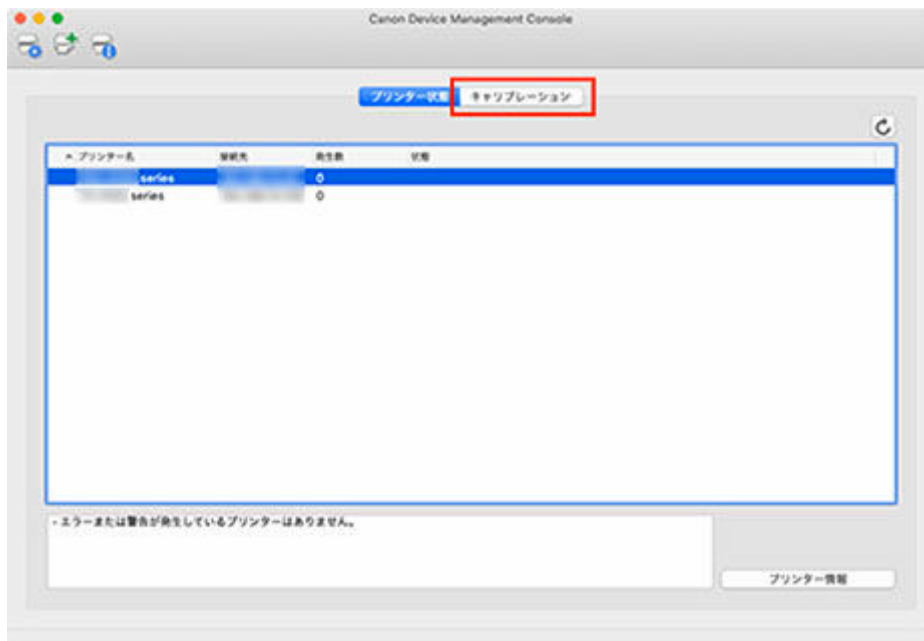 Canon Device Management Console
プリンター状態 キャリブレーション
プリンター名 接続先 発生数 状態
series 0
series 0
・エラーまたは警告が発生しているプリンターはありません。
プリンター情報